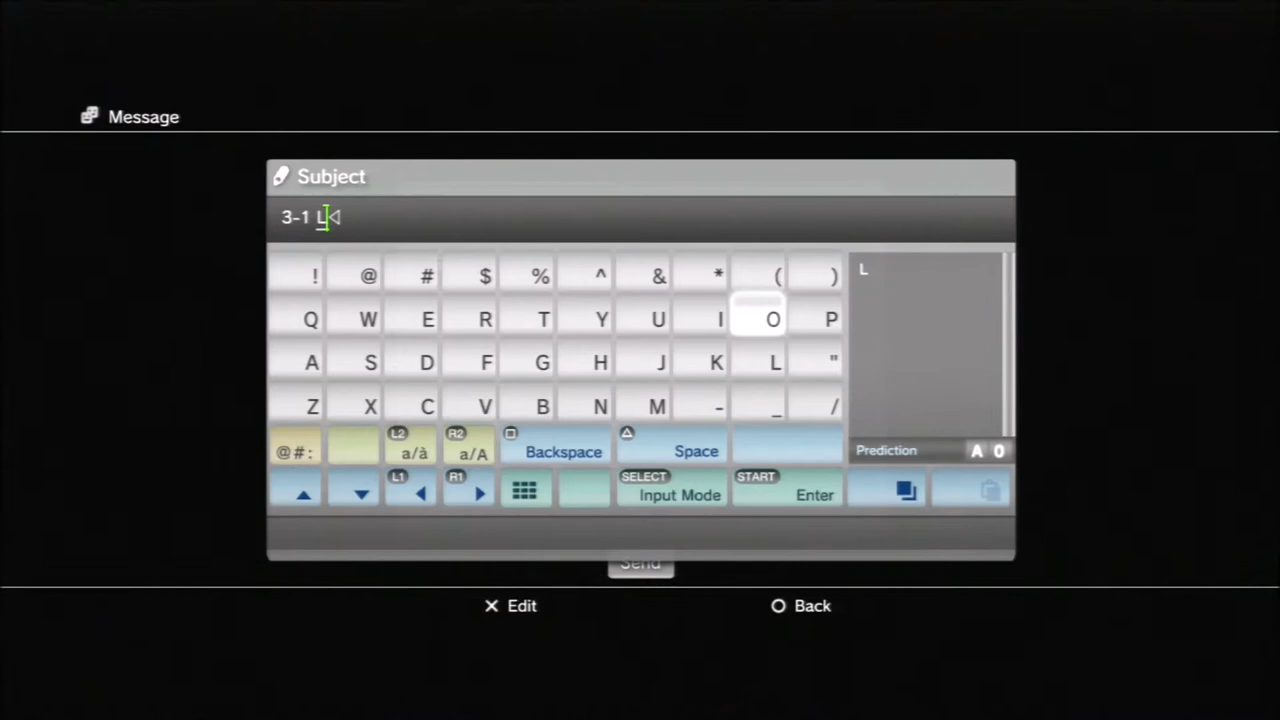 Message
Subject
3-1 L
! @ # $ % ^ & * ( )
L
Q W E R T Y U I O P
A S D F G H J K L "
Z X C V B N M - _ /
@#: L2 a/à R2 a/A Backspace Space
Prediction A 0
L1 R1 SELECT Input Mode START Enter
Send
Edit Back